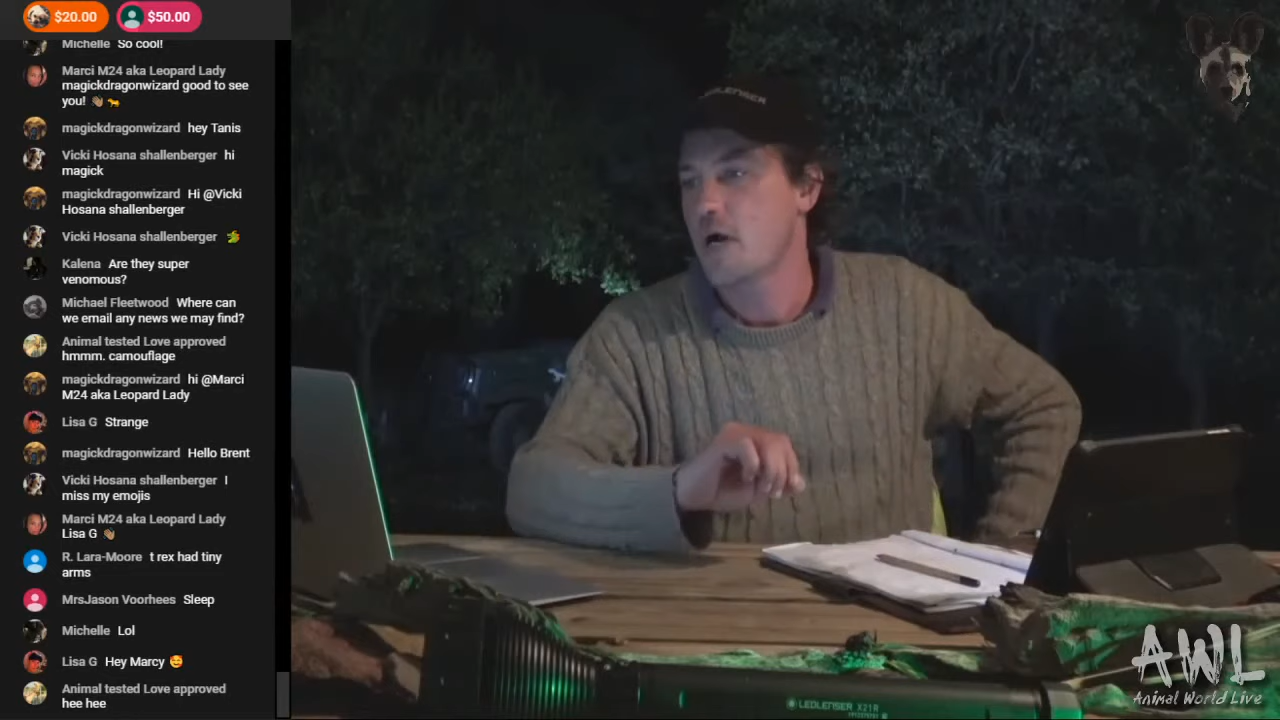 $20.00
$50.00
Michelle So cool!
Marci M24 aka Leopard Lady
magickdragonwizard good to see
you!
magickdragonwizard hey Tanis
Vicki Hosana shallenberger hi
magick
magickdragonwizard Hi @Vicki
Hosana shallenberger
Vicki Hosana shallenberger
Kalena Are they super
venomous?
Michael Fleetwood Where can
we email any news we may find?
Animal tested Love approved
hmmm. camouflage
magickdragonwizard hi @Marci
M24 aka Leopard Lady
Lisa G Strange
magickdragonwizard Hello Brent
Vicki Hosana shallenberger I
miss my emojis
Marci M24 aka Leopard Lady
Lisa G
R. Lara-Moore t rex had tiny
arms
MrsJason Voorhees Sleep
Michelle Lol
Lisa G Hey Marcy
Animal tested Love approved
hee hee
LEDLENSER X21R
AWL
Animal World Live